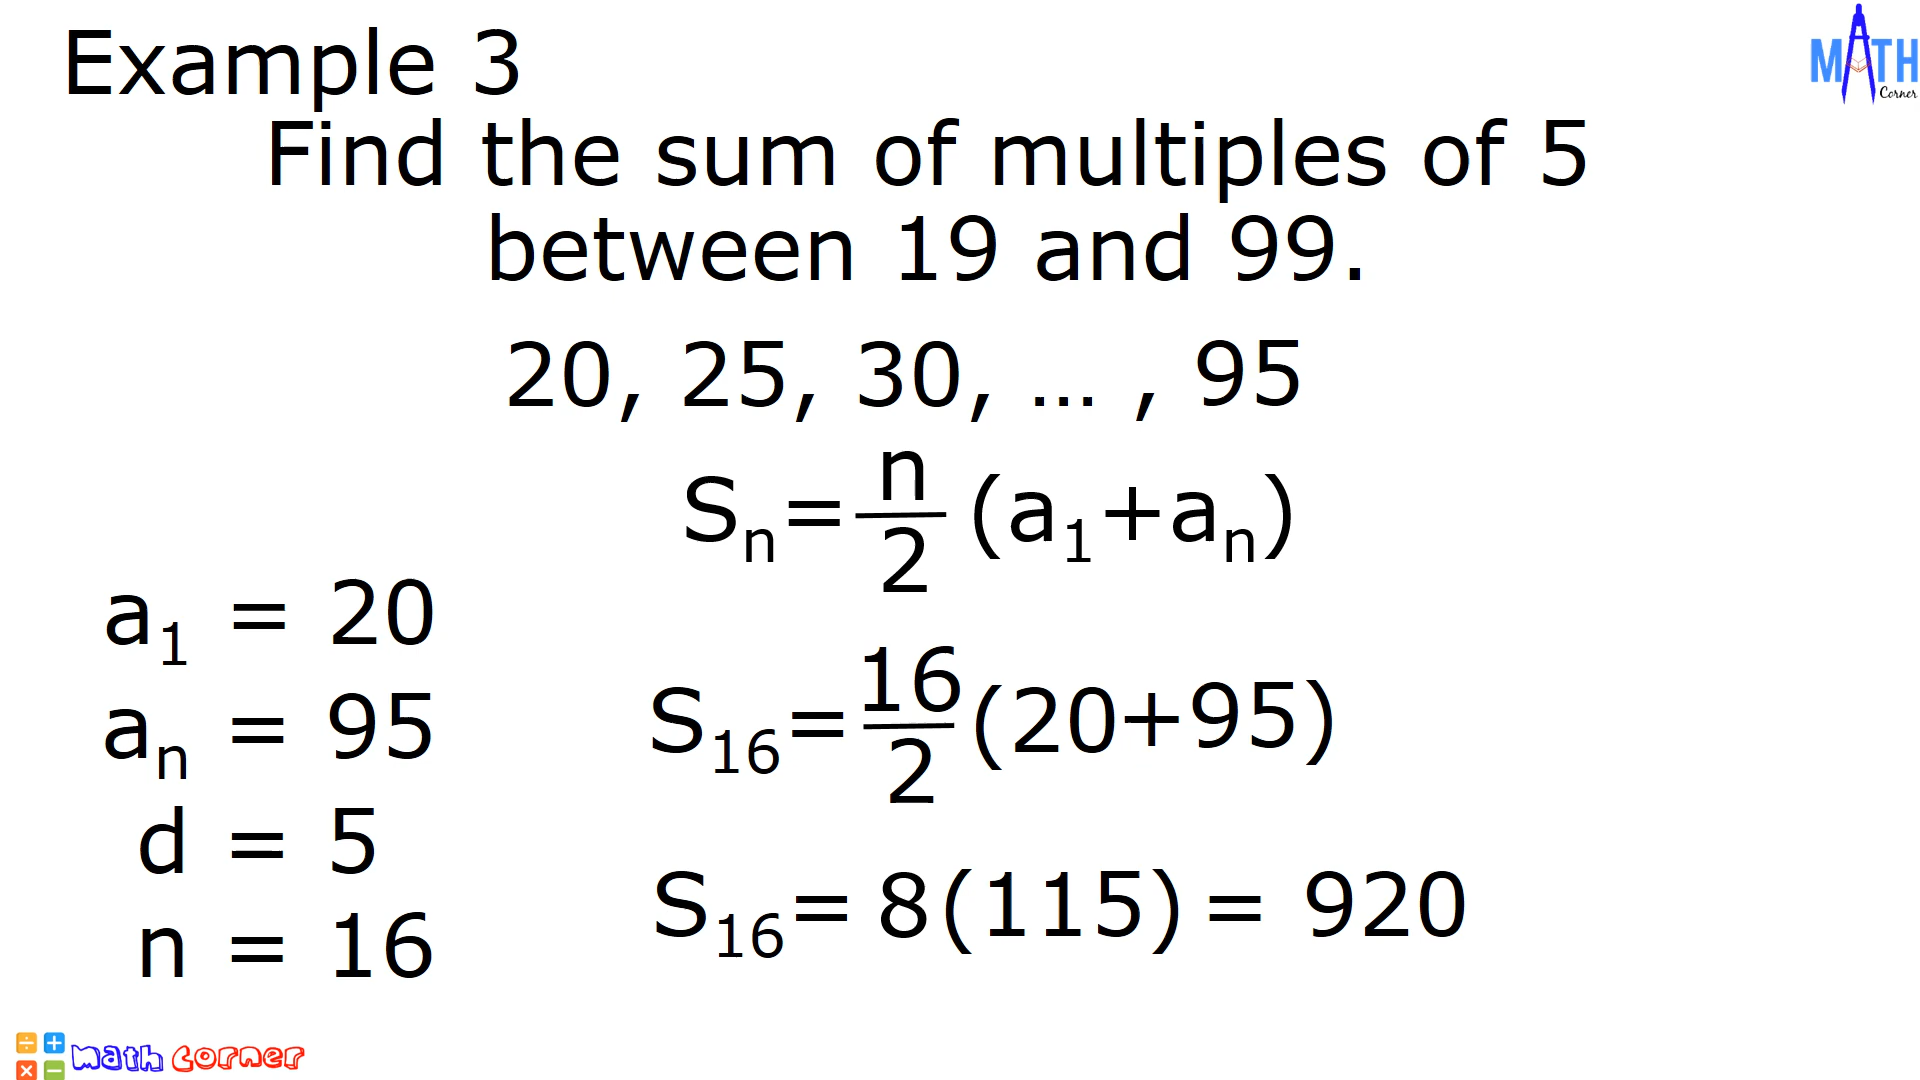 Example 3
MATH
Corner
Find the sum of multiples of 5
between 19 and 99.
20, 25, 30, ... , 95
Sₙ = n/2 (a₁+aₙ)
a₁ = 20
aₙ = 95
d = 5
n = 16
S₁₆ = 16/2 (20+95)
S₁₆ = 8(115) = 920
÷ + × − Math Corner